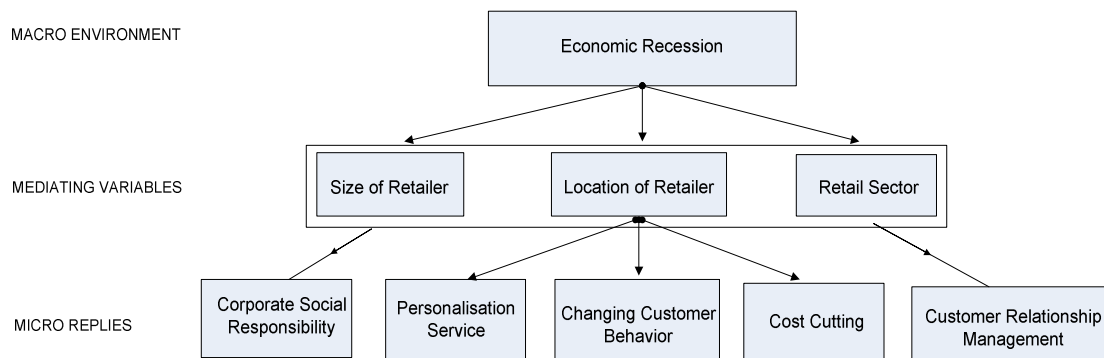 MACRO ENVIRONMENT
Economic Recession
MEDIATING VARIABLES
Size of Retailer
Location of Retailer
Retail Sector
MICRO REPLIES
Corporate Social
Responsibility
Personalisation
Service
Changing Customer
Behavior
Cost Cutting
Customer Relationship
Management